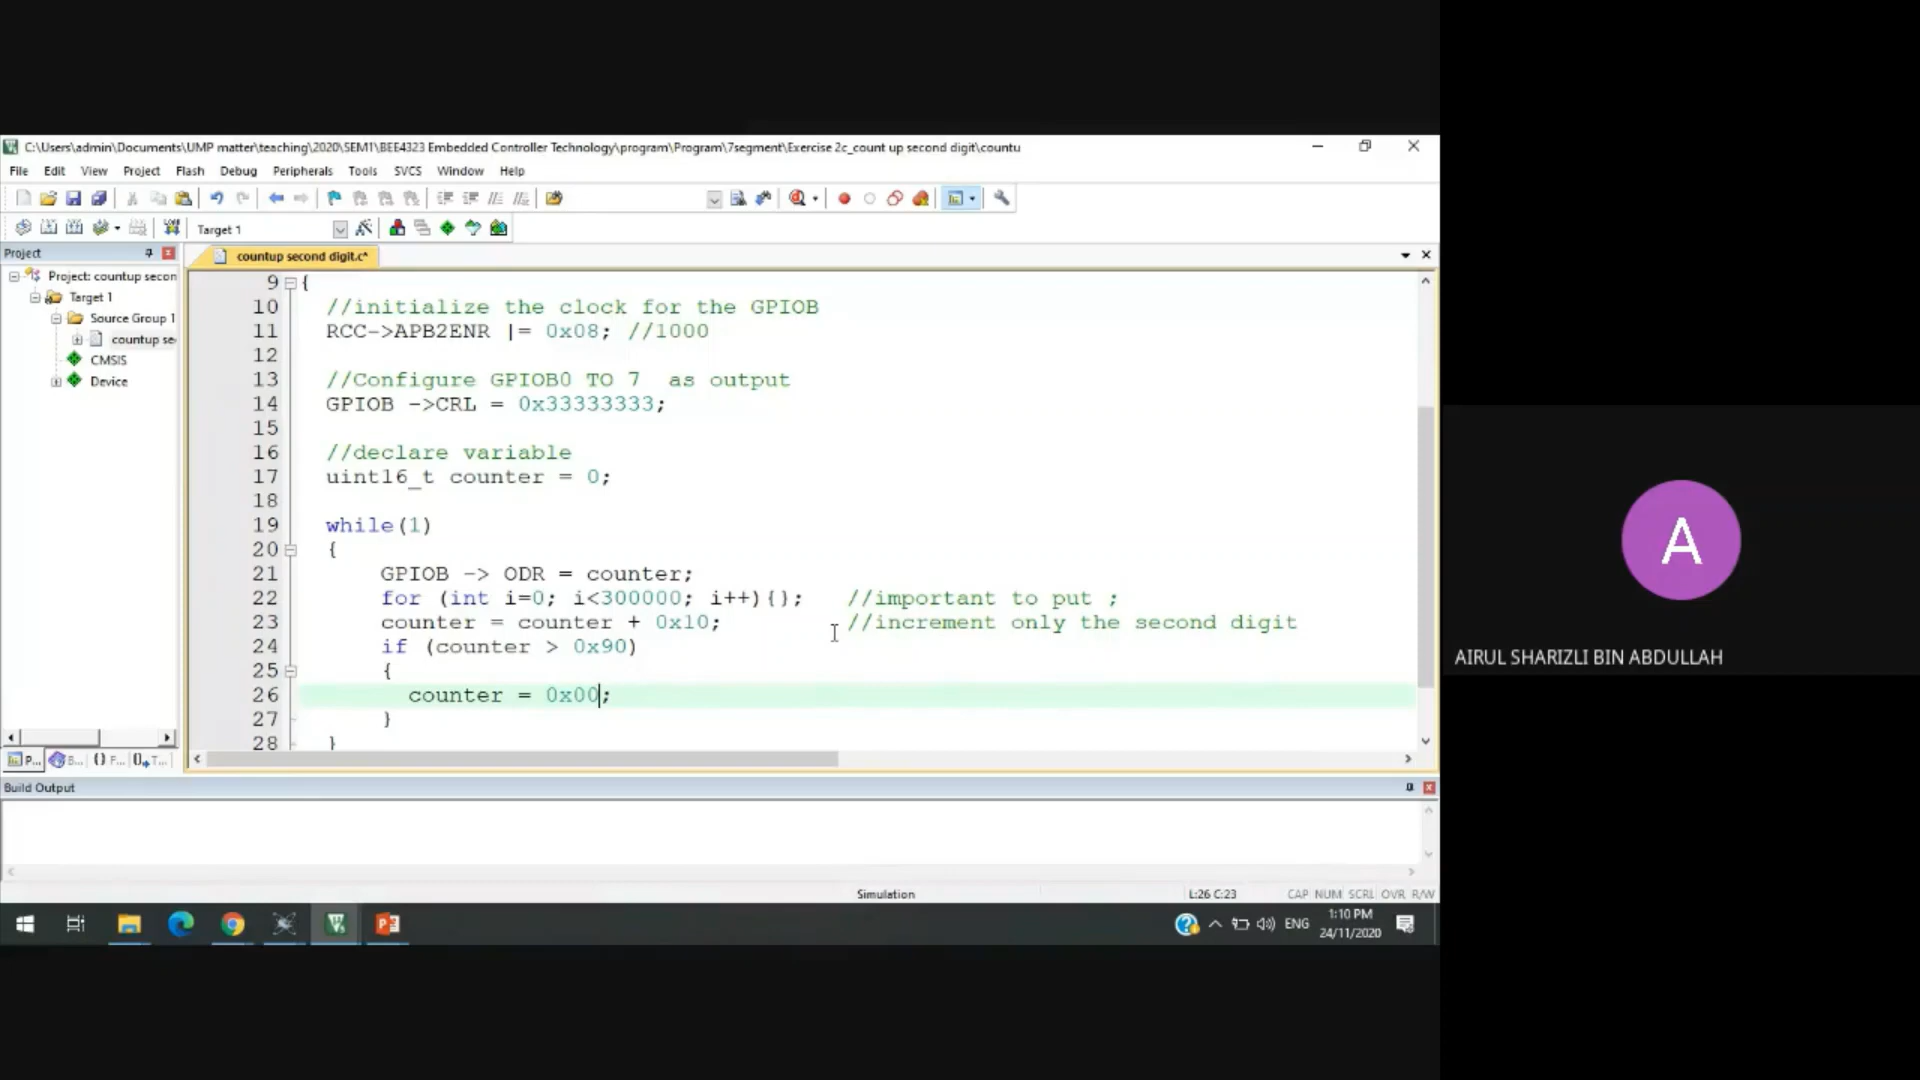 C:\Users\admin\Documents\UMP matter\teaching\2020\SEM1\BEE4323 Embedded Controller Technology\program\Program\7segment\Exercise 2c_count up second digit\countu
File Edit View Project Flash Debug Peripherals Tools SVCS Window Help
Target 1
Project
countup second digit.c*
Project: countup secon
Target 1
Source Group 1
countup se
CMSIS
Device
9 {
10 //initialize the clock for the GPIOB
11 RCC->APB2ENR |= 0x08; //1000
12
13 //Configure GPIOB0 TO 7  as output
14 GPIOB ->CRL = 0x33333333;
15
16 //declare variable
17 uint16_t counter = 0;
18
19 while(1)
20 {
21 GPIOB -> ODR = counter;
22 for (int i=0; i<300000; i++){}; //important to put ;
23 counter = counter + 0x10; //increment only the second digit
24 if (counter > 0x90)
25 {
26 counter = 0x00;
27 }
28 }
P... B... {} F... 0 T...
Build Output
Simulation L:26 C:23 CAP NUM SCRL OVR R/W
ENG 1:10 PM
24/11/2020
A
AIRUL SHARIZLI BIN ABDULLAH